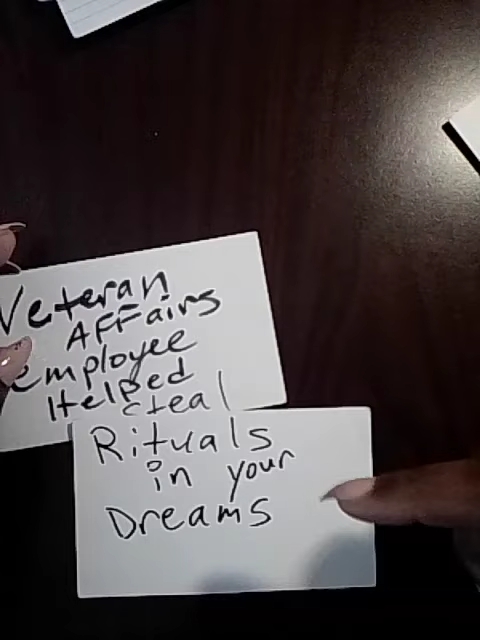 Veteran
AFFairs
employee
Helped
steal
Rituals
in your
Dreams